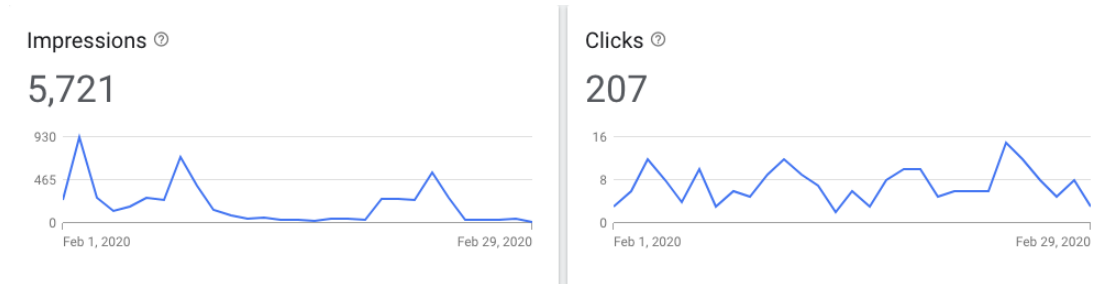 Impressions
5,721
930
465
0
Feb 1, 2020
Feb 29, 2020
Clicks
207
16
8
0
Feb 1, 2020
Feb 29, 2020